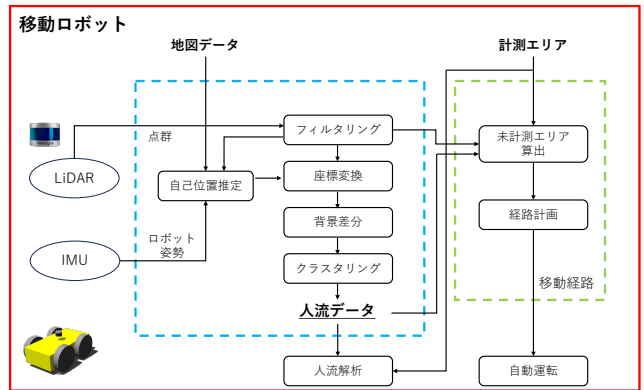 移動ロボット
地図データ
計測エリア
点群
フィルタリング
未計測エリア
算出
LiDAR
自己位置推定
座標変換
背景差分
経路計画
ロボット
姿勢
IMU
クラスタリング
移動経路
人流データ
人流解析
自動運転